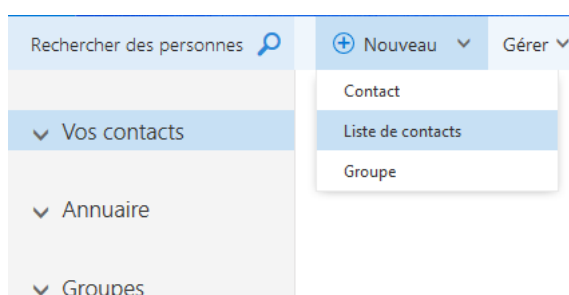 Rechercher des personnes
Nouveau
Gérer
Contact
Vos contacts
Liste de contacts
Groupe
Annuaire
Groupes